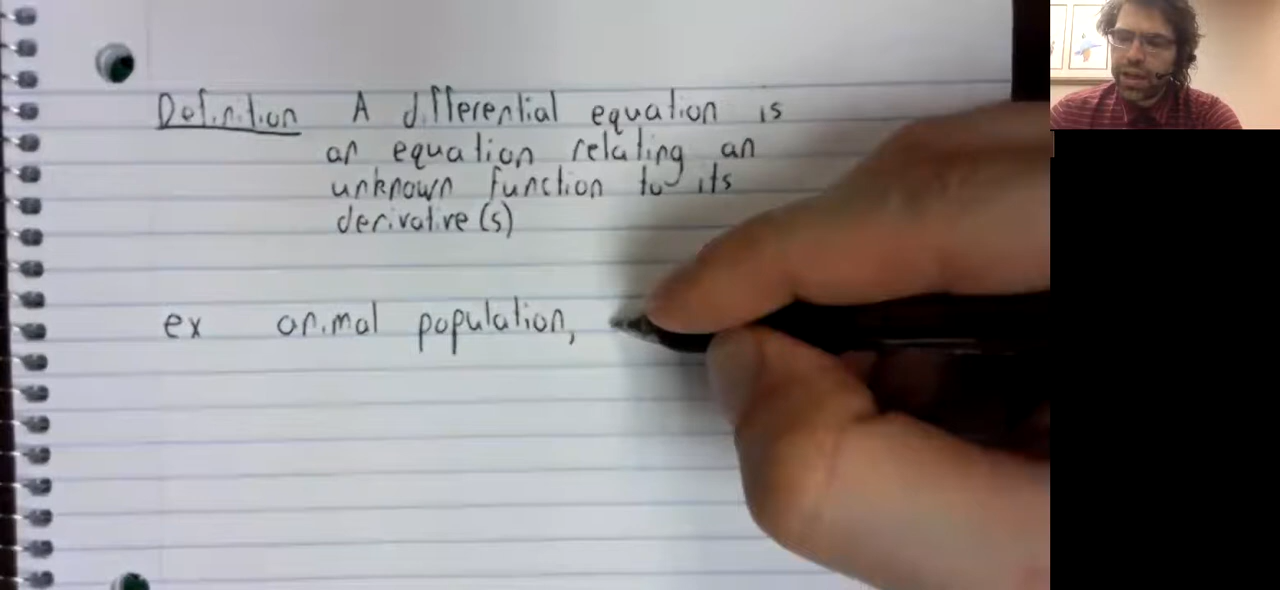 Definition A differential equation is
an equation relating an
unknown function to its
derivative(s)
ex animal population,